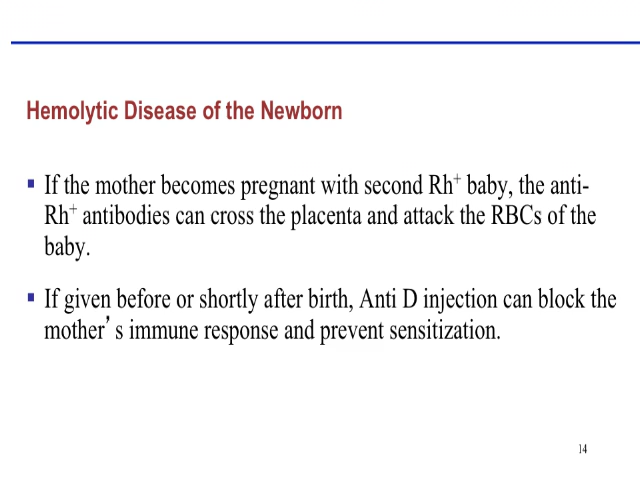 Hemolytic Disease of the Newborn
▪ If the mother becomes pregnant with second Rh⁺ baby, the anti-
Rh⁺ antibodies can cross the placenta and attack the RBCs of the
baby.
▪ If given before or shortly after birth, Anti D injection can block the
mother’s immune response and prevent sensitization.
14